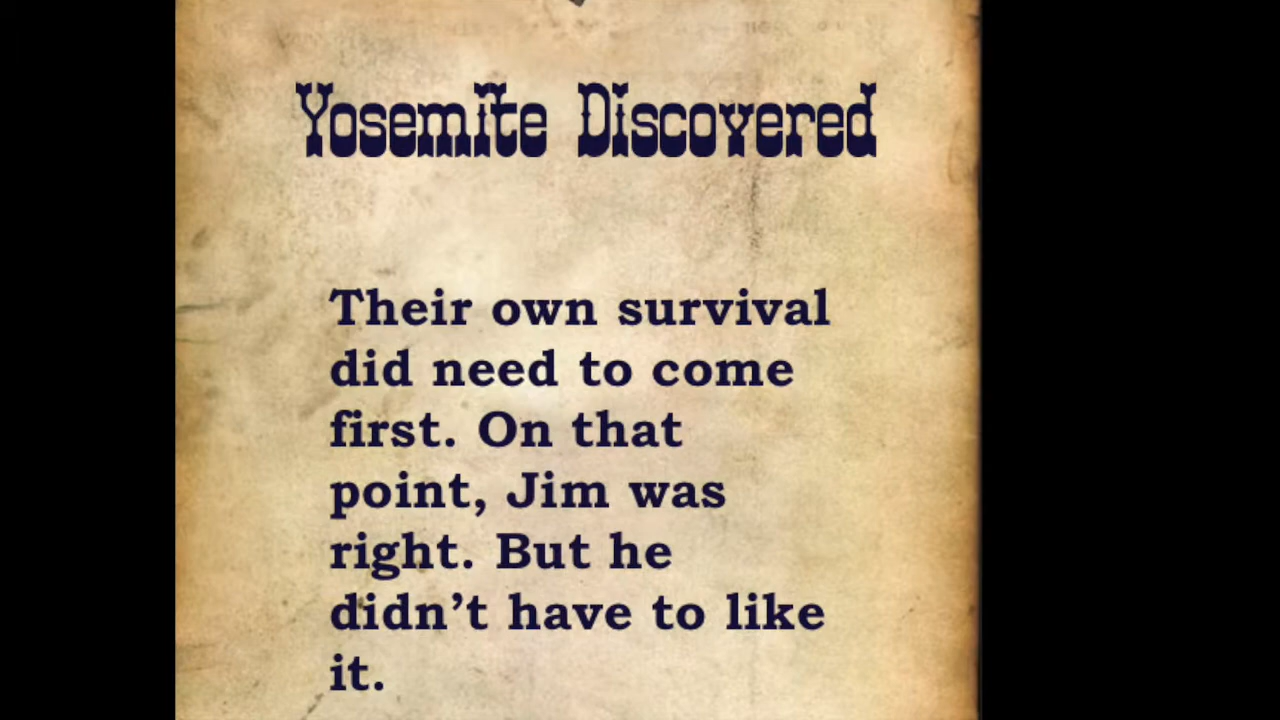 Yosemite Discovered
Their own survival
did need to come
first. On that
point, Jim was
right. But he
didn’t have to like
it.